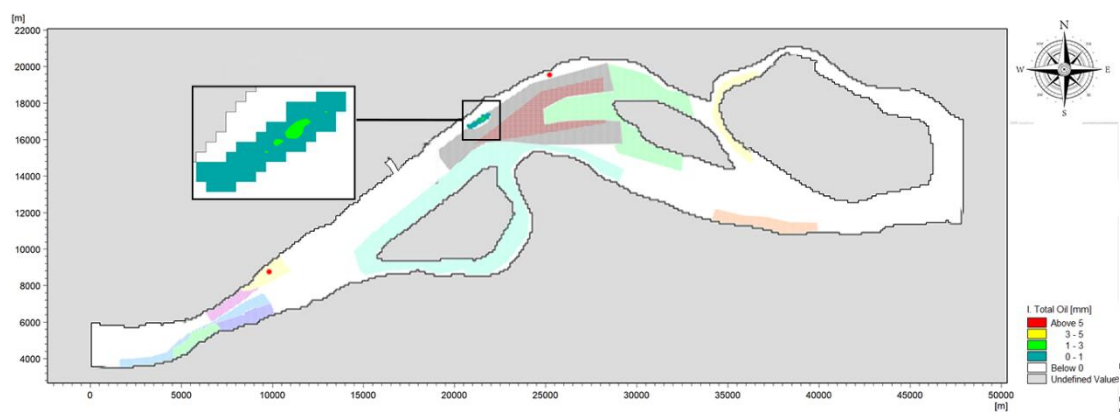 [m]
22000
20000
18000
16000
14000
12000
10000
8000
6000
4000
0 5000 10000 15000 20000 25000 30000 35000 40000 45000 50000
[m]
N
W E
S
I. Total Oil [mm]
Above 5
3 - 5
1 - 3
0 - 1
Below 0
Undefined Value